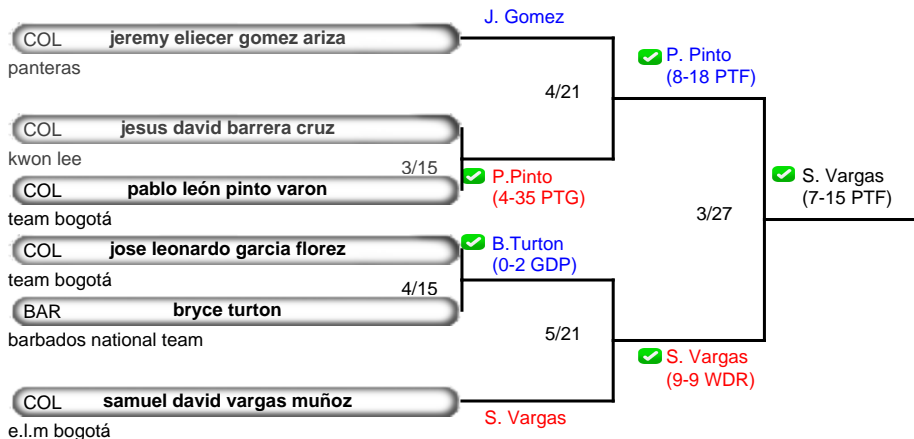 J. Gomez
COL jeremy eliecer gomez ariza
panteras
P. Pinto
(8-18 PTF)
4/21
COL jesus david barrera cruz
kwon lee
3/15
P.Pinto
(4-35 PTG)
COL pablo león pinto varon
team bogotá
S. Vargas
(7-15 PTF)
3/27
COL jose leonardo garcia florez
team bogotá
B.Turton
(0-2 GDP)
4/15
BAR bryce turton
barbados national team
5/21
S. Vargas
(9-9 WDR)
COL samuel david vargas muñoz
e.l.m bogotá
S. Vargas